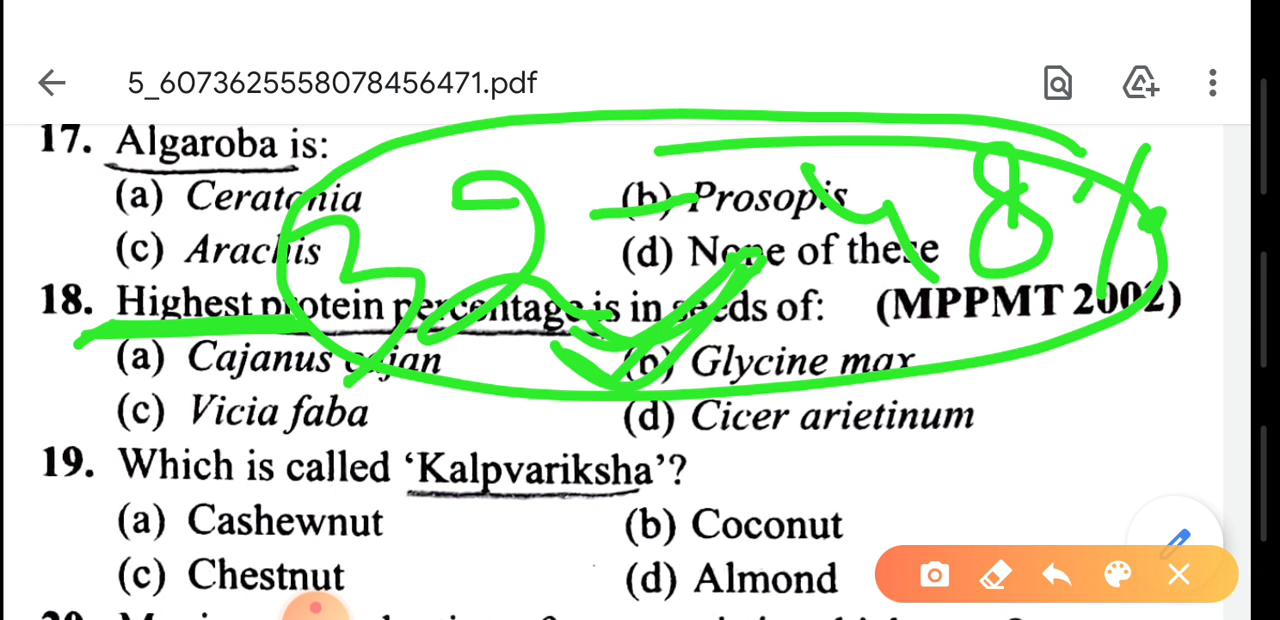 5_6073625558078456471.pdf
17. Algaroba is:
(a) Ceratonia (b) Prosopis
(c) Arachis (d) None of these
18. Highest protein percentage is in seeds of: (MPPMT 2002)
(a) Cajanus cajan (b) Glycine max
(c) Vicia faba (d) Cicer arietinum
19. Which is called ‘Kalpvariksha’?
(a) Cashewnut (b) Coconut
(c) Chestnut (d) Almond
32 - 48%